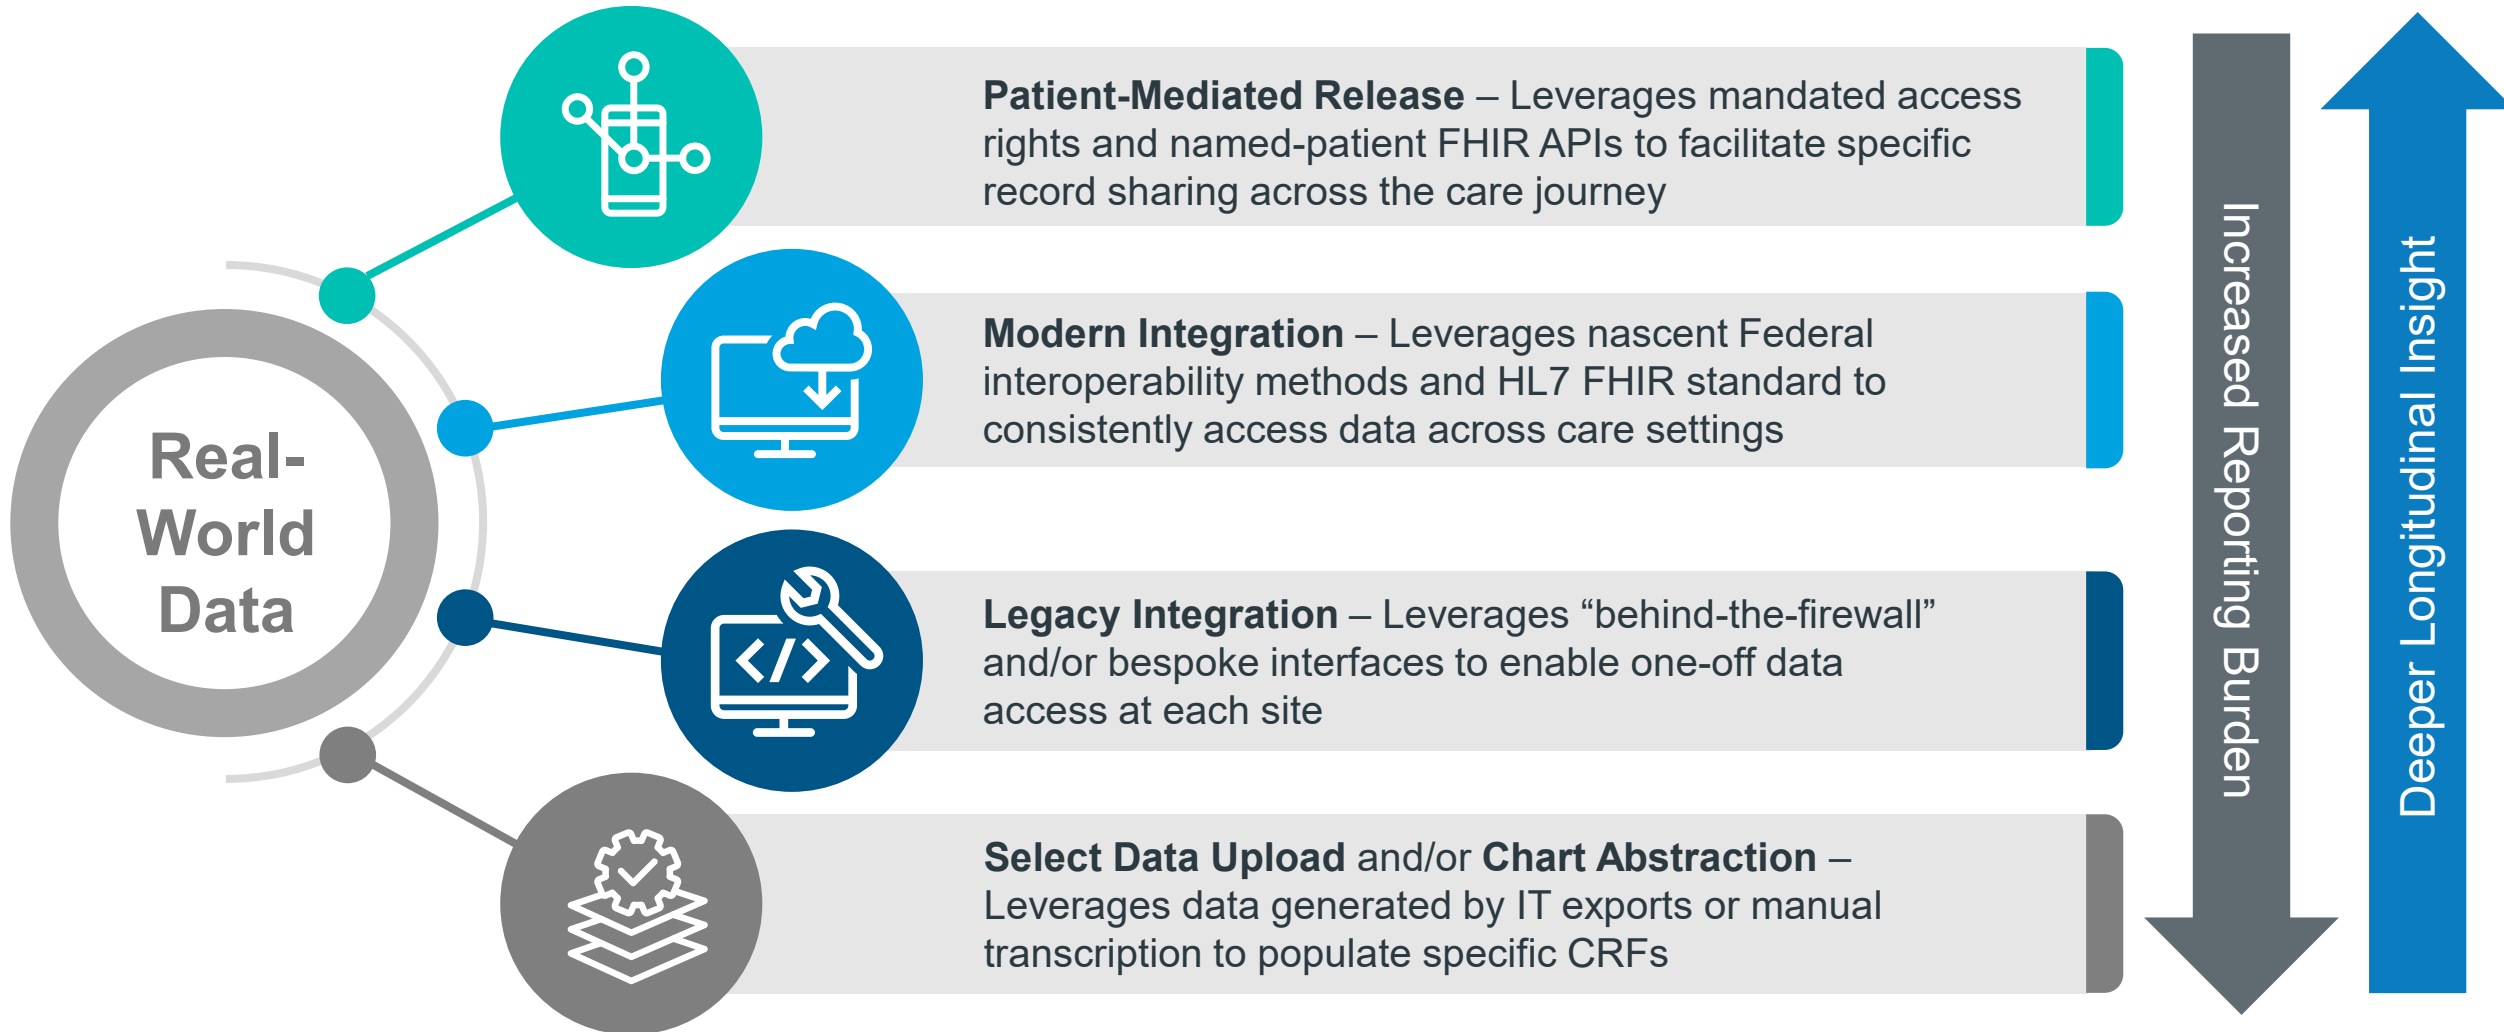 Patient-Mediated Release – Leverages mandated access
rights and named-patient FHIR APIs to facilitate specific
record sharing across the care journey
Modern Integration – Leverages nascent Federal
interoperability methods and HL7 FHIR standard to
consistently access data across care settings
Real-
World
Data
Legacy Integration – Leverages “behind-the-firewall”
and/or bespoke interfaces to enable one-off data
access at each site
Select Data Upload and/or Chart Abstraction –
Leverages data generated by IT exports or manual
transcription to populate specific CRFs
Increased Reporting Burden
Deeper Longitudinal Insight